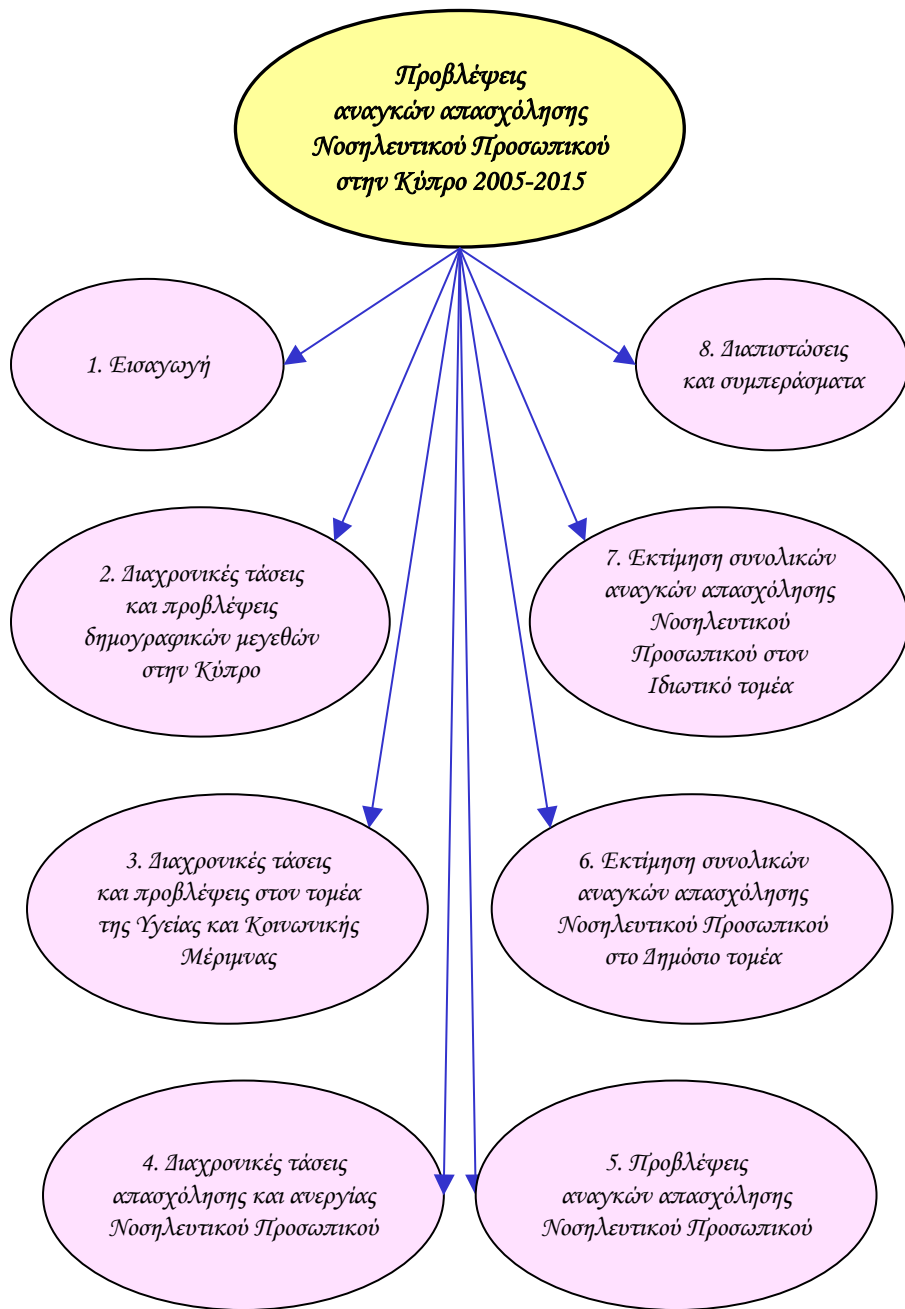 Προβλέψεις
αναγκών απασχόλησης
Νοσηλευτικού Προσωπικού
στην Κύπρο 2005-2015
1. Εισαγωγή
2. Διαχρονικές τάσεις
και προβλέψεις
δημογραφικών μεγεθών
στην Κύπρο
3. Διαχρονικές τάσεις
και προβλέψεις στον τομέα
της Υγείας και Κοινωνικής
Μέριμνας
4. Διαχρονικές τάσεις
απασχόλησης και ανεργίας
Νοσηλευτικού Προσωπικού
5. Προβλέψεις
αναγκών απασχόλησης
Νοσηλευτικού Προσωπικού
6. Εκτίμηση συνολικών
αναγκών απασχόλησης
Νοσηλευτικού Προσωπικού
στο Δημόσιο τομέα
7. Εκτίμηση συνολικών
αναγκών απασχόλησης
Νοσηλευτικού
Προσωπικού στον
Ιδιωτικό τομέα
8. Διαπιστώσεις
και συμπεράσματα